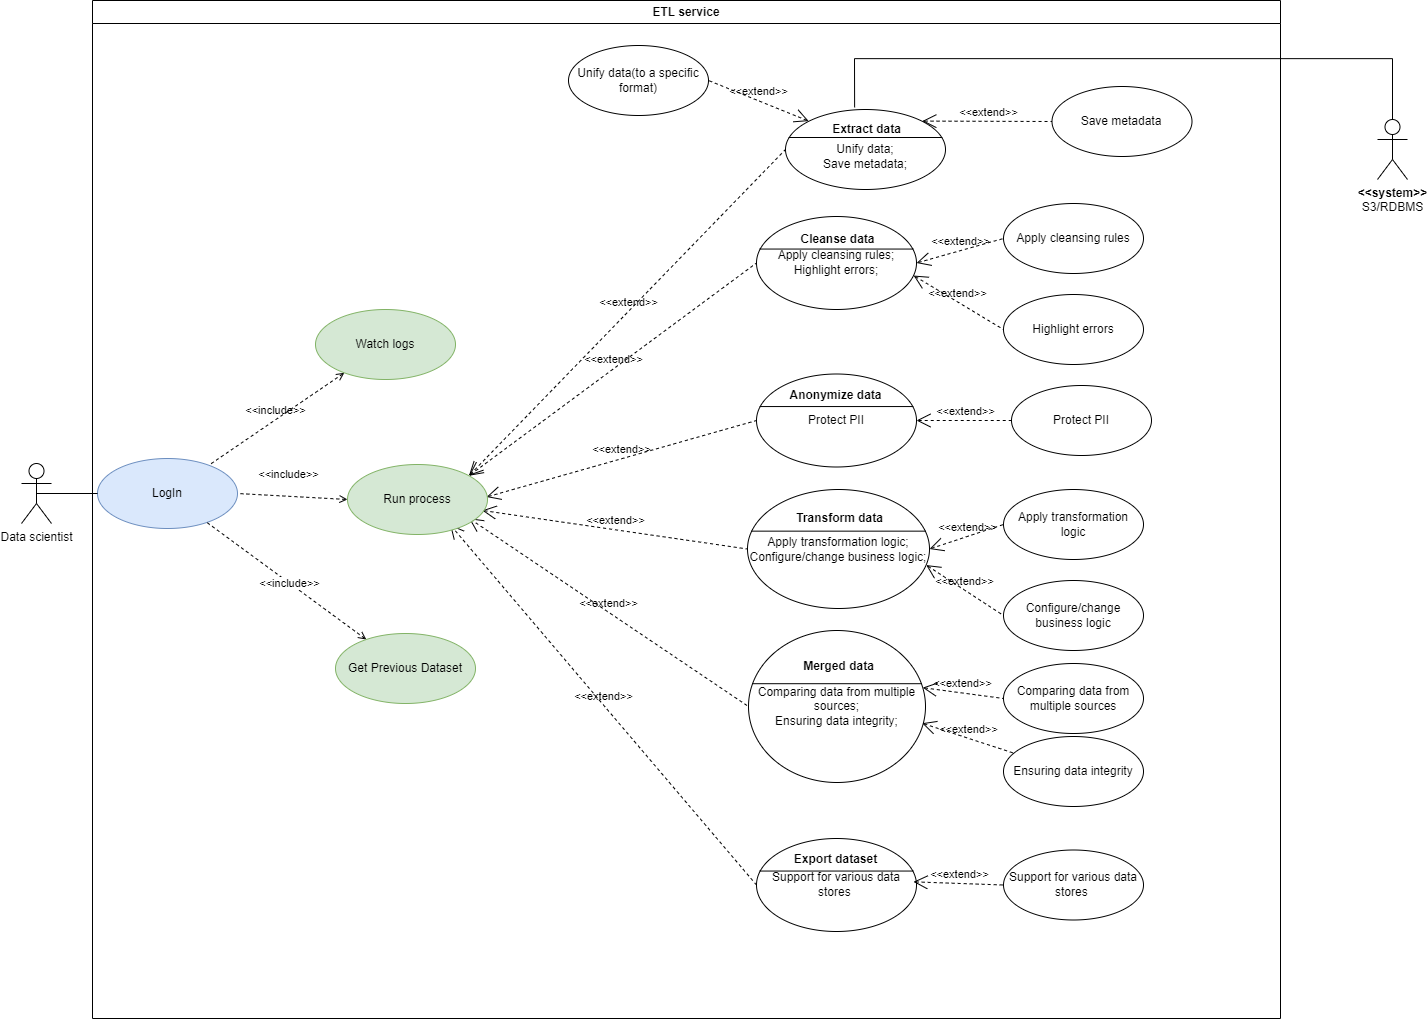 ETL service
Unify data(to a specific
format)
<<extend>>
Extract data
Unify data;
Save metadata;
<<extend>>
Save metadata
<<system>>
S3/RDBMS
Cleanse data
Apply cleansing rules;
Highlight errors;
<<extend>>
Apply cleansing rules
<<extend>>
Highlight errors
<<extend>>
<<extend>>
Watch logs
Anonymize data
Protect PII
<<extend>>
Protect PII
<<include>>
<<extend>>
<<include>>
Data scientist
LogIn
Run process
<<extend>>
Transform data
Apply transformation logic;
Configure/change business logic;
<<extend>>
Apply transformation
logic
<<extend>>
Configure/change
business logic
<<include>>
<<extend>>
Get Previous Dataset
Merged data
Comparing data from multiple
sources;
Ensuring data integrity;
<<extend>>
Comparing data from
multiple sources
<<extend>>
Ensuring data integrity
<<extend>>
Export dataset
Support for various data
stores
<<extend>>
Support for various data
stores